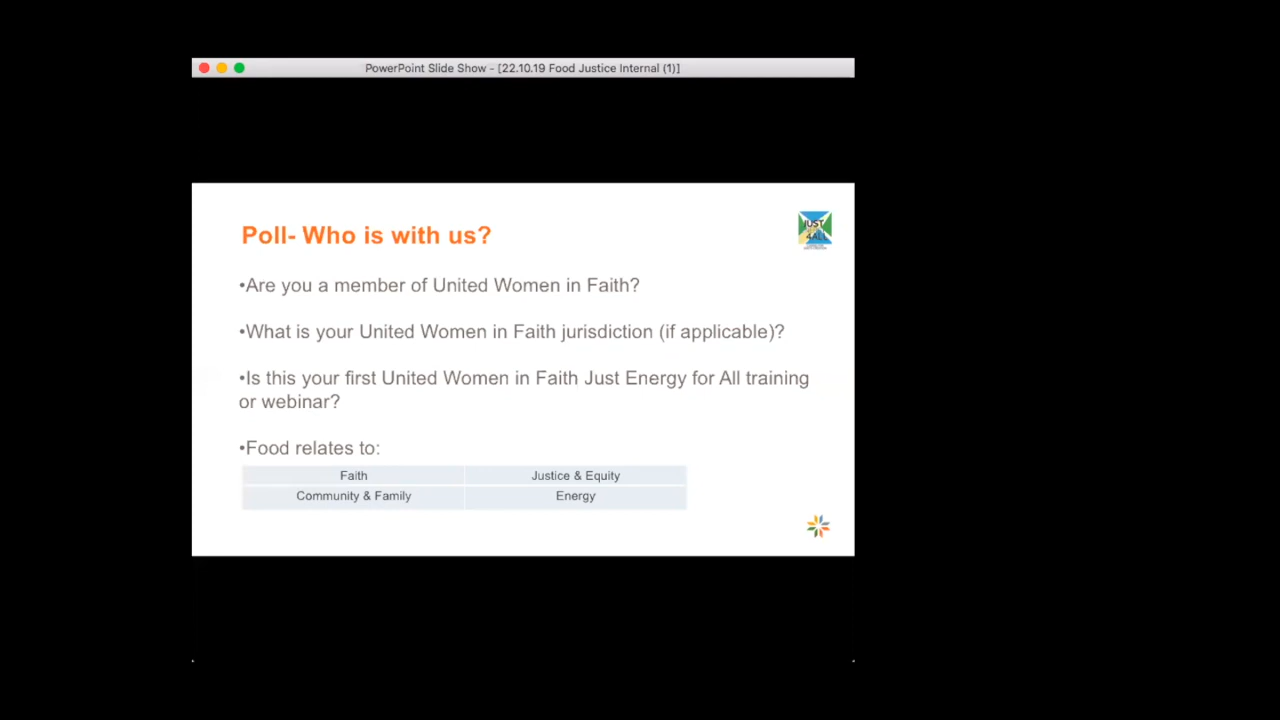 PowerPoint Slide Show - [22.10.19 Food Justice Internal (1)]
Poll- Who is with us?
JUST
4ALL
•Are you a member of United Women in Faith?
•What is your United Women in Faith jurisdiction (if applicable)?
•Is this your first United Women in Faith Just Energy for All training
or webinar?
•Food relates to:
Faith Justice & Equity
Community & Family Energy